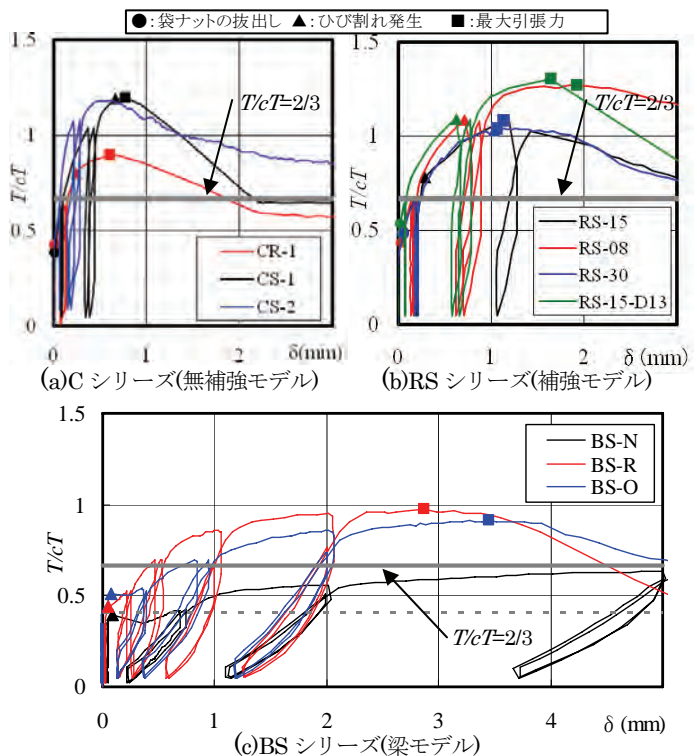 ●:袋ナットの抜出し ▲:ひび割れ発生 ■:最大引張力
(a)
(b)
1.5
1
0.5
0
T/cT
T/cT=2/3
CR-1
CS-1
CS-2
0 1 2 δ(mm)
(a)C シリーズ(無補強モデル)
1.5
1
0.5
0
T/cT
T/cT=2/3
RS-15
RS-08
RS-30
RS-15-D13
0 1 2 δ (mm)
(b)RS シリーズ(補強モデル)
1.5
1
0.5
0
T/cT
BS-N
BS-R
BS-O
T/cT=2/3
0 1 2 3 4 δ (mm)
(c)BS シリーズ(梁モデル)